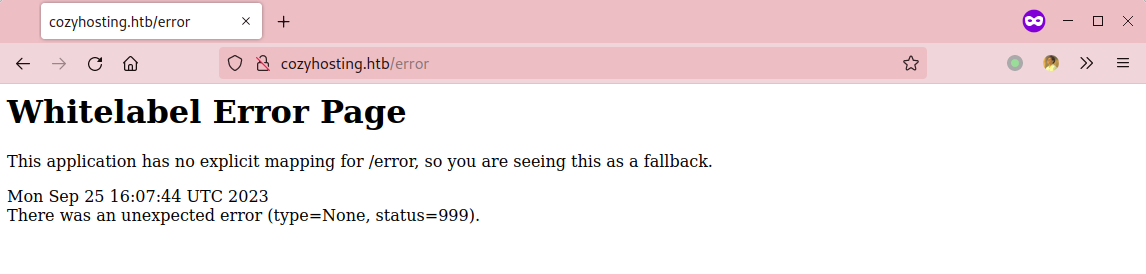 cozyhosting.htb/error
cozyhosting.htb/error
Whitelabel Error Page
This application has no explicit mapping for /error, so you are seeing this as a fallback.
Mon Sep 25 16:07:44 UTC 2023
There was an unexpected error (type=None, status=999).